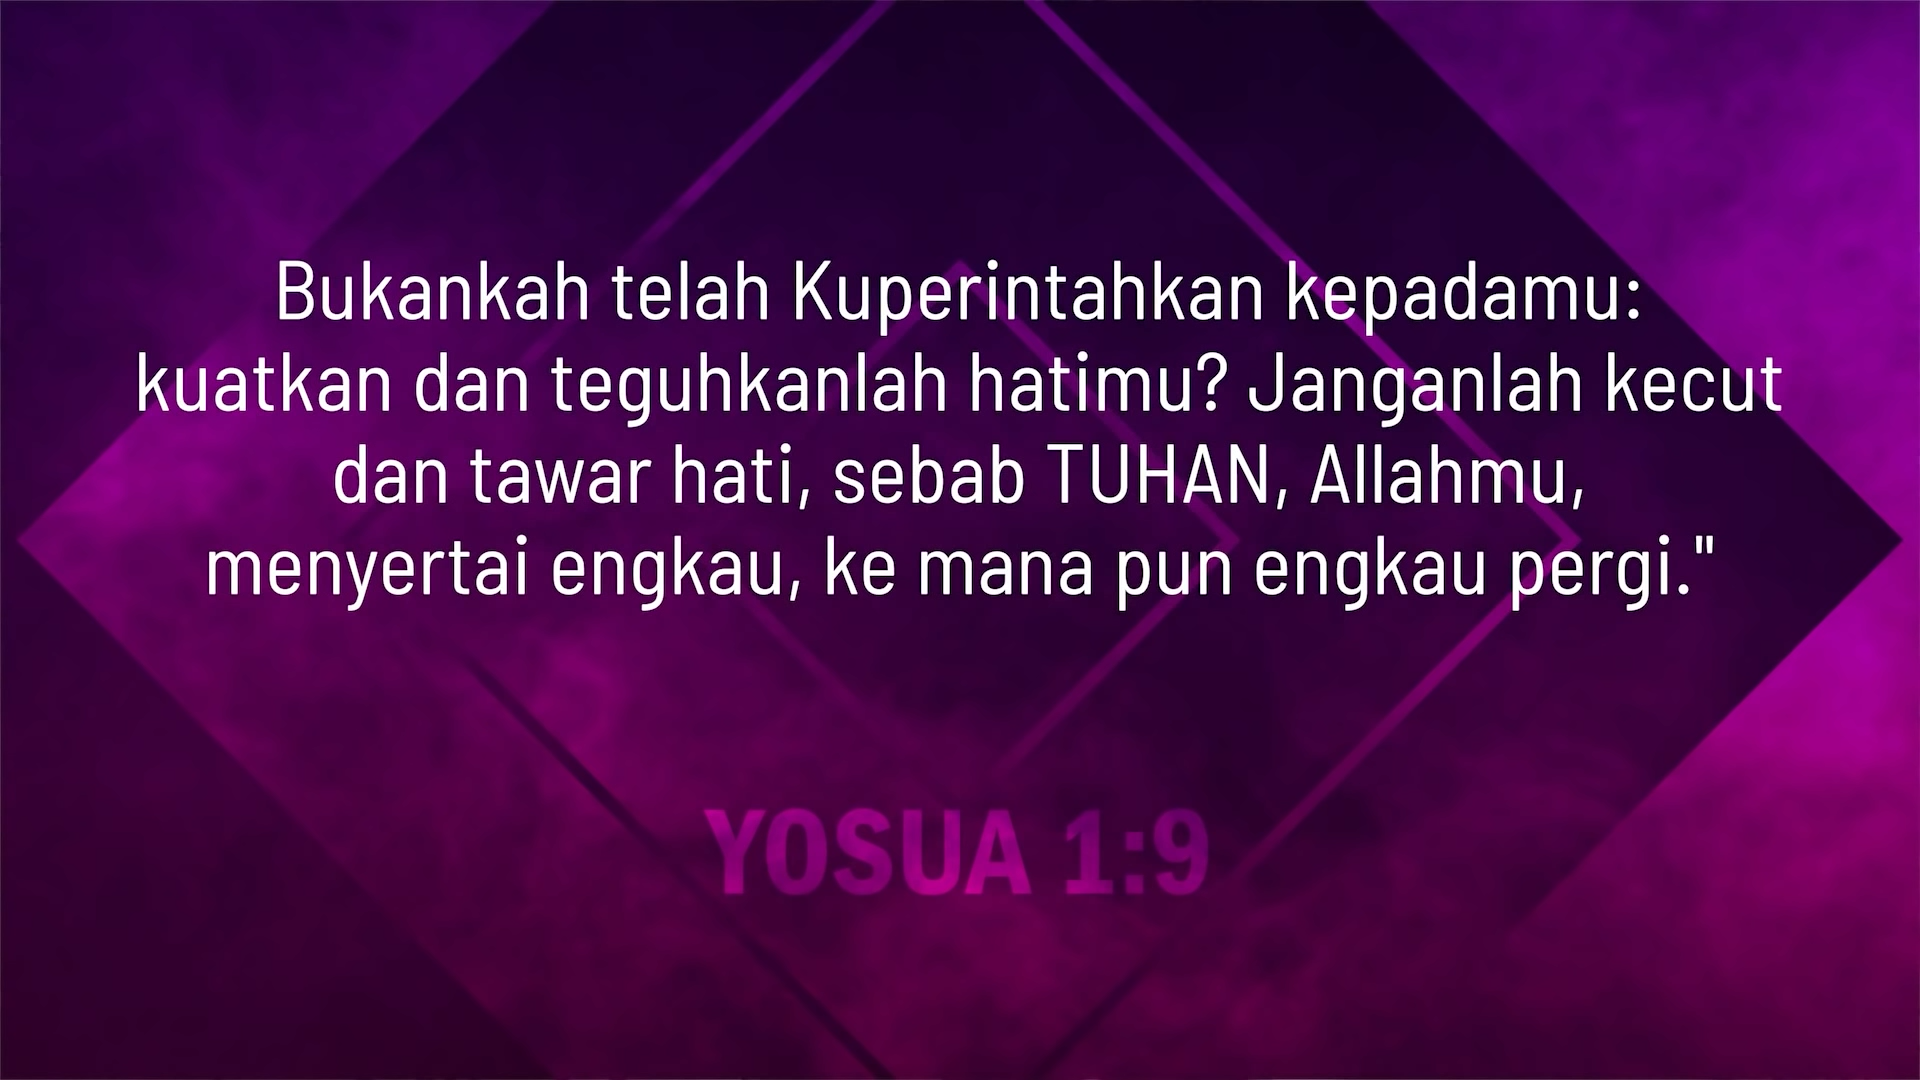 Bukankah telah Kuperintahkan kepadamu:
kuatkan dan teguhkanlah hatimu? Janganlah kecut
dan tawar hati, sebab TUHAN, Allahmu,
menyertai engkau, ke mana pun engkau pergi."
YOSUA 1:9